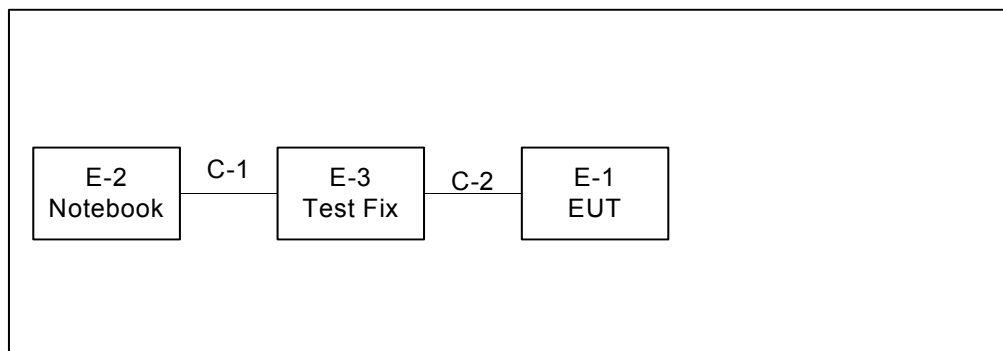 E-2
Notebook
C-1
E-3
Test Fix
C-2
E-1
EUT